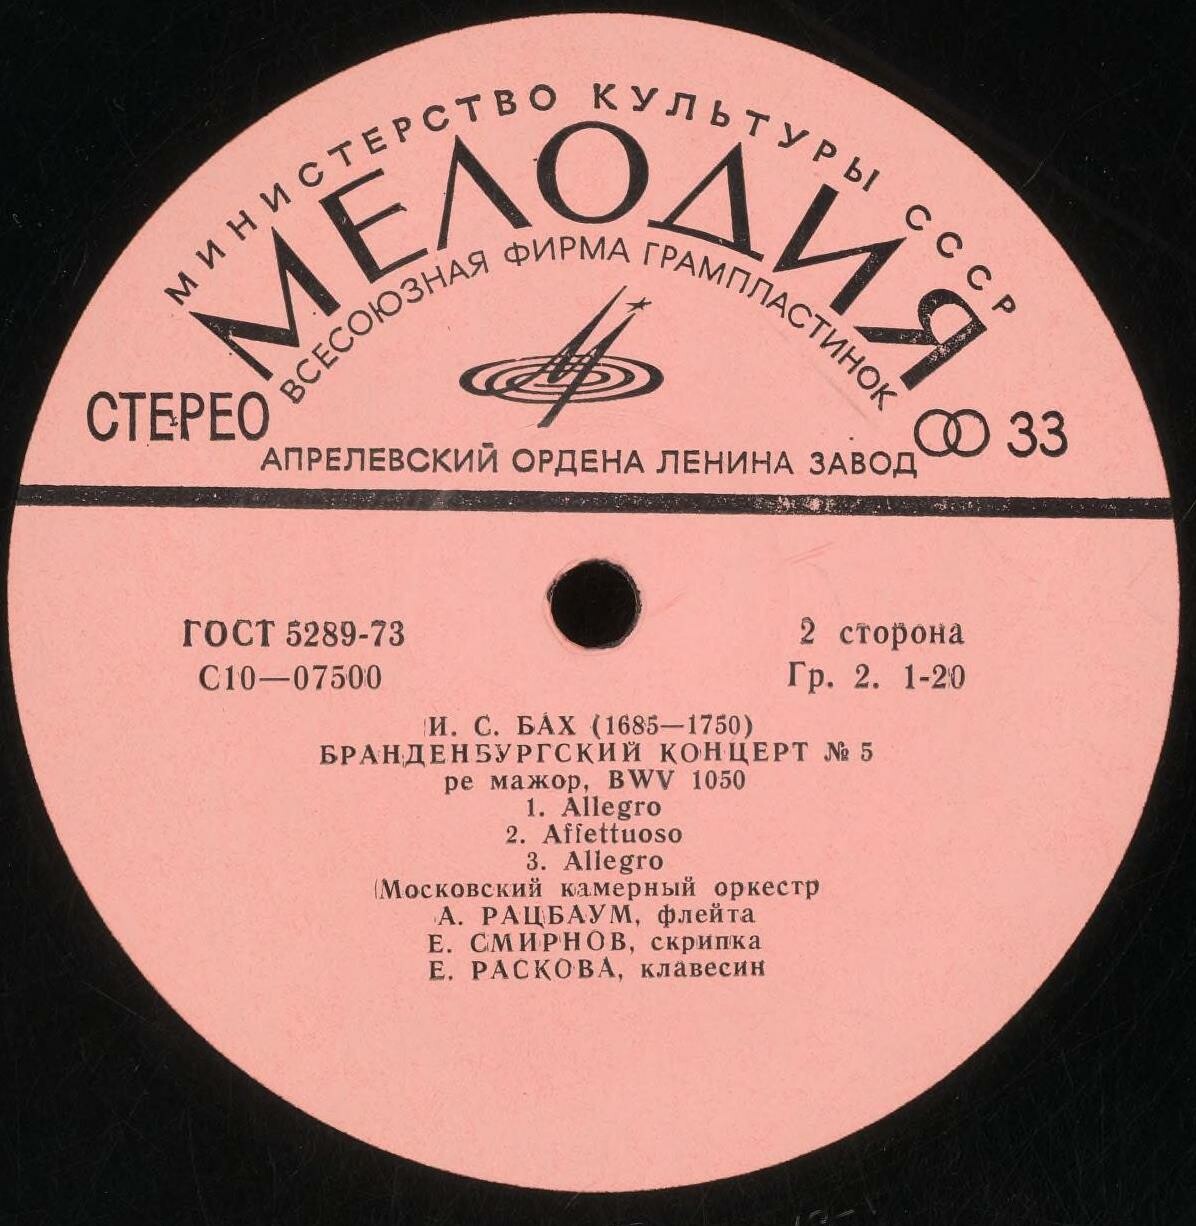 МИНИСТЕРСТВО КУЛЬТУРЫ СССР
МЕЛОДИЯ
ВСЕСОЮЗНАЯ ФИРМА ГРАМПЛАСТИНОК
СТЕРЕО
33
АПРЕЛЕВСКИЙ ОРДЕНА ЛЕНИНА ЗАВОД
ГОСТ 5289-73
2 сторона
С10—07500
Гр. 2. 1-20
И. С. БАХ (1685—1750)
БРАНДЕНБУРГСКИЙ КОНЦЕРТ № 5
ре мажор, BWV 1050
1. Allegro
2. Affettuoso
3. Allegro
(Московский камерный оркестр
А. РАЦБАУМ, флейта
Е. СМИРНОВ, скрипка
Е. РАСКОВА, клавесин